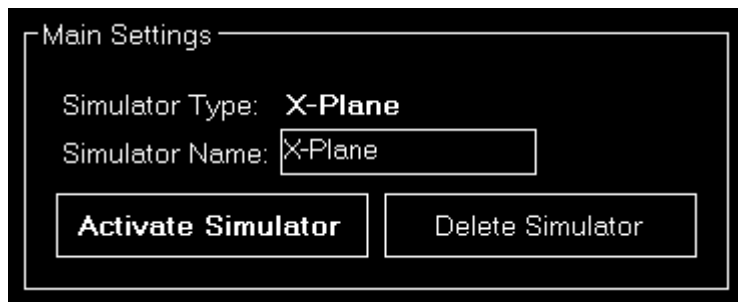 Main Settings
Simulator Type: X-Plane
Simulator Name: X-Plane
Activate Simulator Delete Simulator